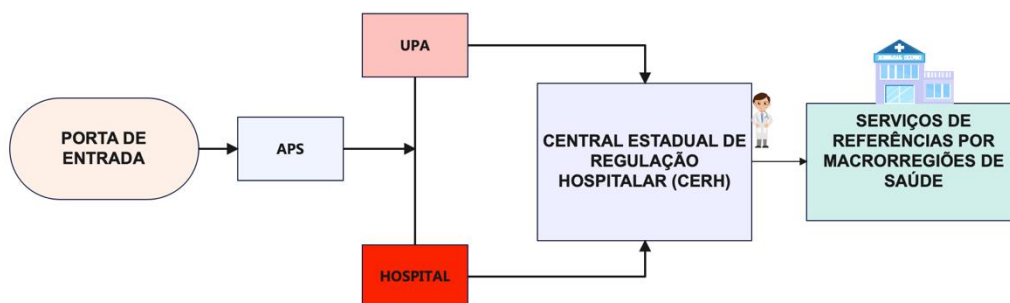 PORTA DE
ENTRADA
APS
UPA
HOSPITAL
CENTRAL ESTADUAL DE
REGULAÇÃO
HOSPITALAR (CERH)
SERVIÇOS DE
REFERÊNCIAS POR
MACRORREGIÕES DE
SAÚDE